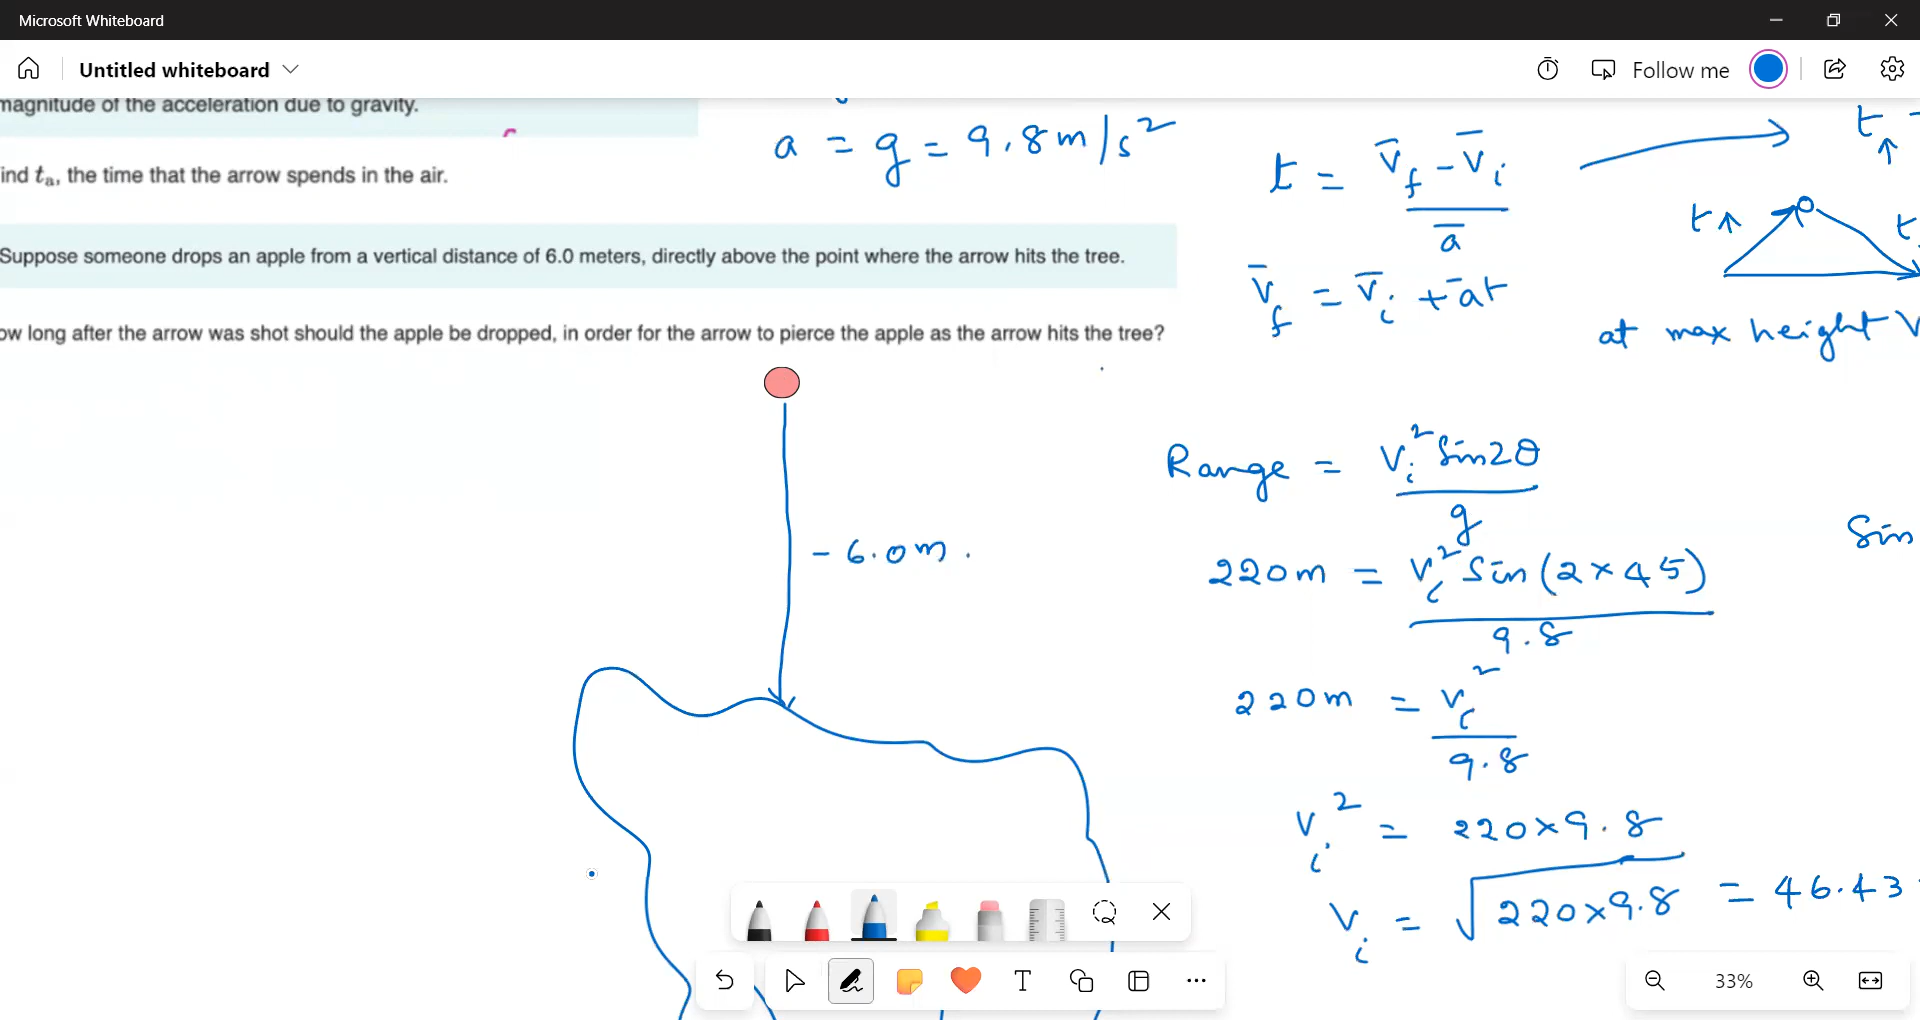 Microsoft Whiteboard
Untitled whiteboard
Follow me
magnitude of the acceleration due to gravity.
ind tₐ, the time that the arrow spends in the air.
Suppose someone drops an apple from a vertical distance of 6.0 meters, directly above the point where the arrow hits the tree.
ow long after the arrow was shot should the apple be dropped, in order for the arrow to pierce the apple as the arrow hits the tree?
- 6.0m .
a = g = 9.8m/s²
t = (v̄f - v̄i) / ā
v̄f = v̄i + āt
t -
↑
t↑
t
at max height V
Range = vi² Sin2θ / g
Sin
220m = vi² Sin(2×45) / 9.8
220m = vi² / 9.8
vi² = 220×9.8
vi = √220×9.8 = 46.43
T
33%